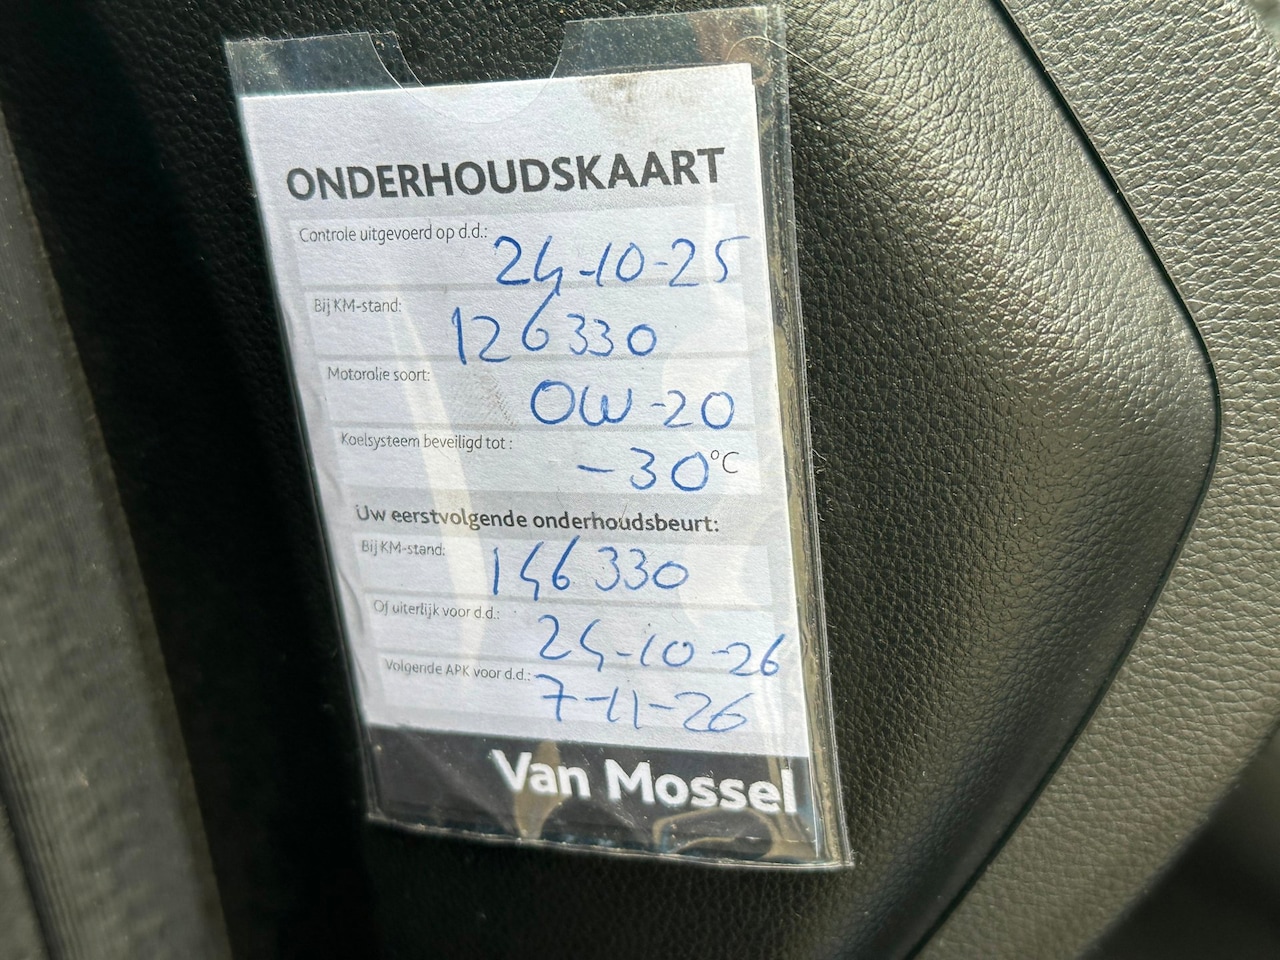 ONDERHOUDSKAART
Controle uitgevoerd op d.d.: 24-10-25
Bij KM-stand: 126330
Motorolie soort: 0W-20
Koelsysteem beveiligd tot : -30 °C
Uw eerstvolgende onderhoudsbeurt:
Bij KM-stand: 146330
Of uiterlijk voor d.d.: 24-10-26
Volgende APK voor d.d.: 7-11-26
Van Mossel